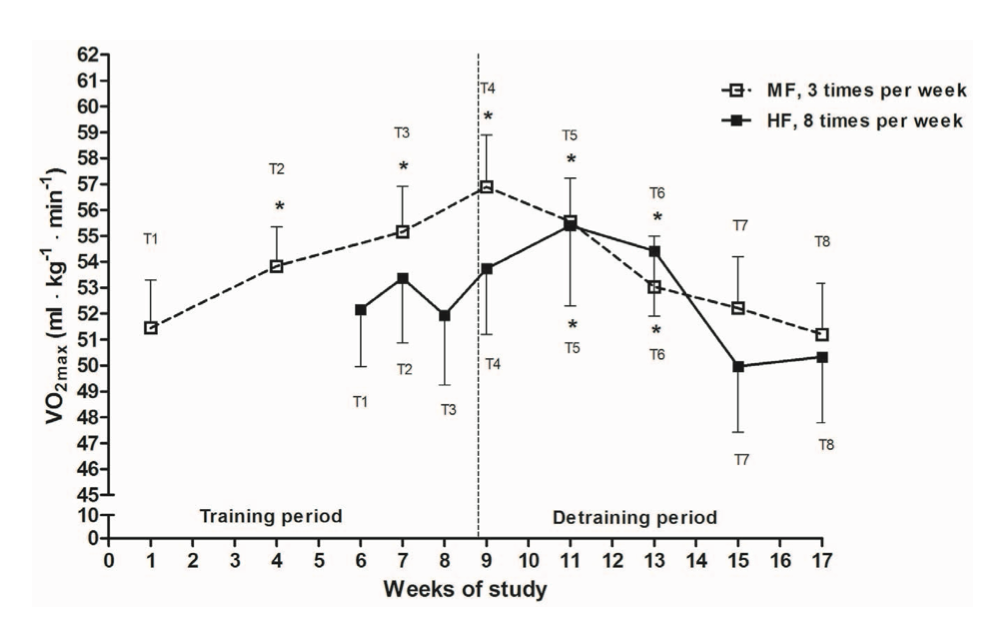 62
61
60
59
58
57
56
55
54
53
52
51
50
49
48
47
46
45
10
0
VO2max (ml · kg-1 · min-1)
MF, 3 times per week
HF, 8 times per week
T1
T2
*
T3
*
T4
*
T5
*
T6
*
T7
T8
T1
T2
T3
T4
*
T5
*
T6
T7
T8
Training period
Detraining period
0 1 2 3 4 5 6 7 8 9 10 11 12 13 14 15 16 17
Weeks of study